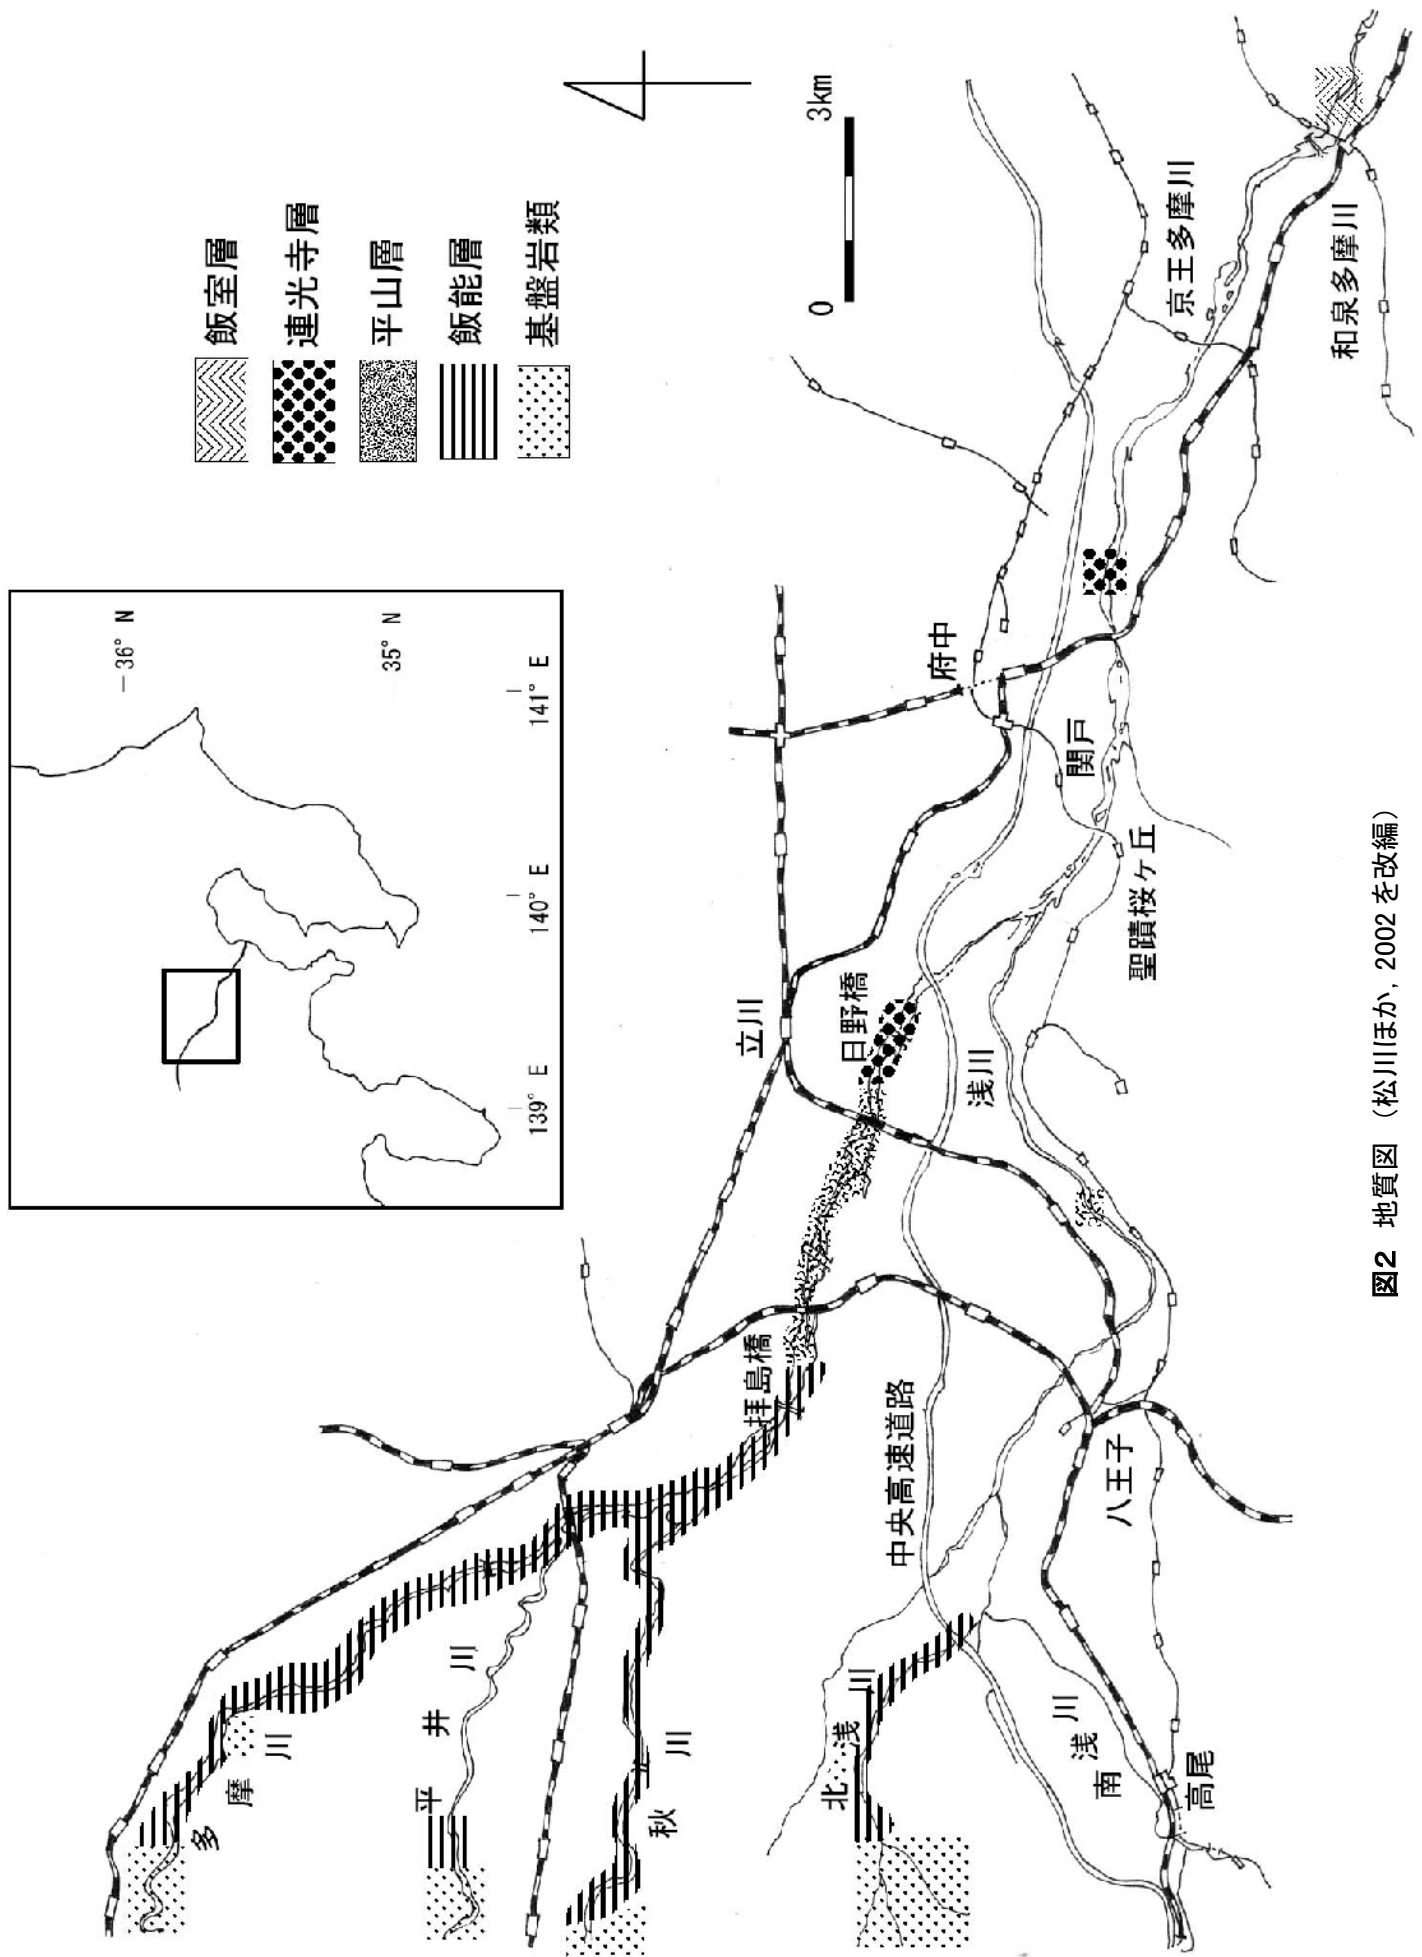 飯室層
連光寺層
平山層
飯能層
基盤岩類
0
3km
36° N
35° N
139° E
140° E
141° E
多摩川
平井川
秋川
北浅川
南浅川
高尾
八王子
中央高速道路
拝島橋
立川
日野橋
浅川
聖蹟桜ケ丘
関戸
府中
京王多摩川
和泉多摩川
図2 地質図 (松川ほか, 2002 を改編)